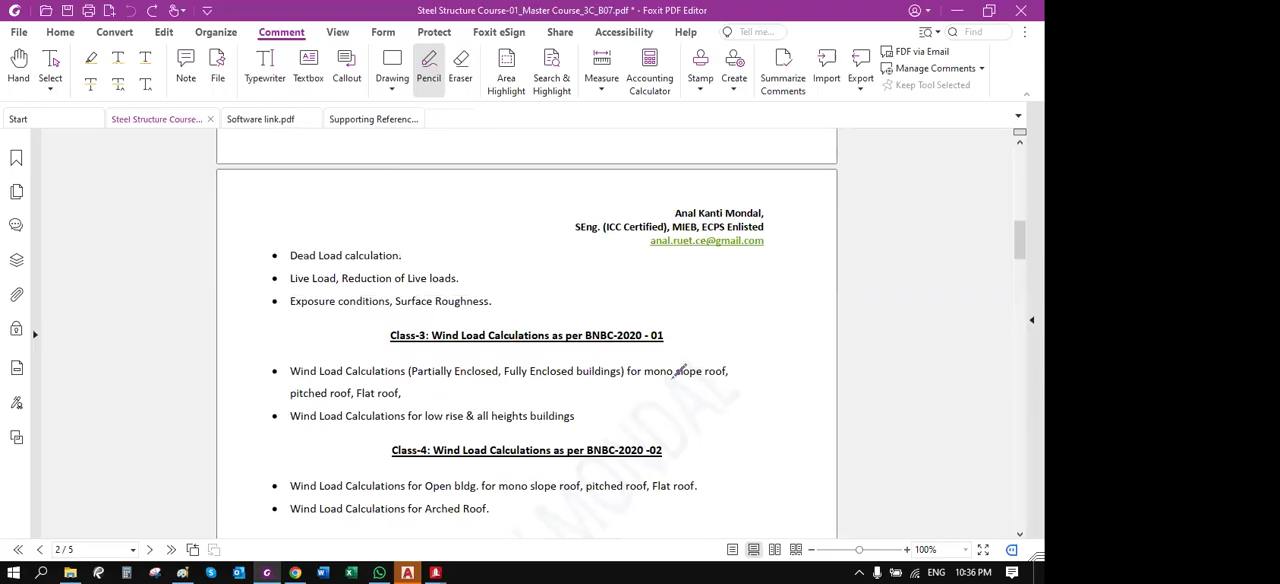 Steel Structure Course-01_Master Course_3C_B07.pdf * - Foxit PDF Editor
File Home Convert Edit Organize Comment View Form Protect Foxit eSign Share Accessibility Help Tell me... Find
Hand Select Note File Typewriter Textbox Callout Drawing Pencil Eraser Area Highlight Search & Highlight Measure Accounting Calculator Stamp Create Summarize Comments Import Export
FDF via Email
Manage Comments
Keep Tool Selected
Start Steel Structure Course... Software link.pdf Supporting Referenc...
Anal Kanti Mondal,
SEng. (ICC Certified), MIEB, ECPS Enlisted
anal.ruet.ce@gmail.com
• Dead Load calculation.
• Live Load, Reduction of Live loads.
• Exposure conditions, Surface Roughness.
Class-3: Wind Load Calculations as per BNBC-2020 - 01
• Wind Load Calculations (Partially Enclosed, Fully Enclosed buildings) for mono slope roof,
pitched roof, Flat roof,
• Wind Load Calculations for low rise & all heights buildings
Class-4: Wind Load Calculations as per BNBC-2020 -02
• Wind Load Calculations for Open bldg. for mono slope roof, pitched roof, Flat roof.
• Wind Load Calculations for Arched Roof.
MONDAL
2 / 5
100%
ENG 10:36 PM